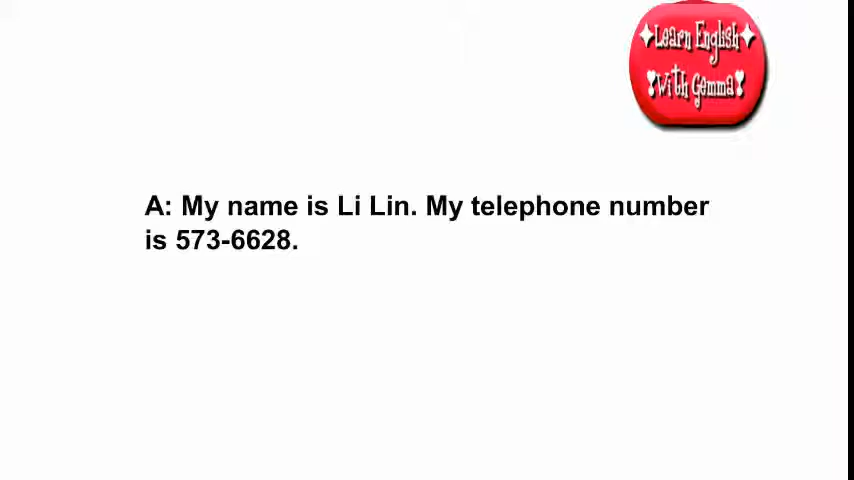 ✦Learn English✦
❣With Gemma❣
A: My name is Li Lin. My telephone number
is 573-6628.